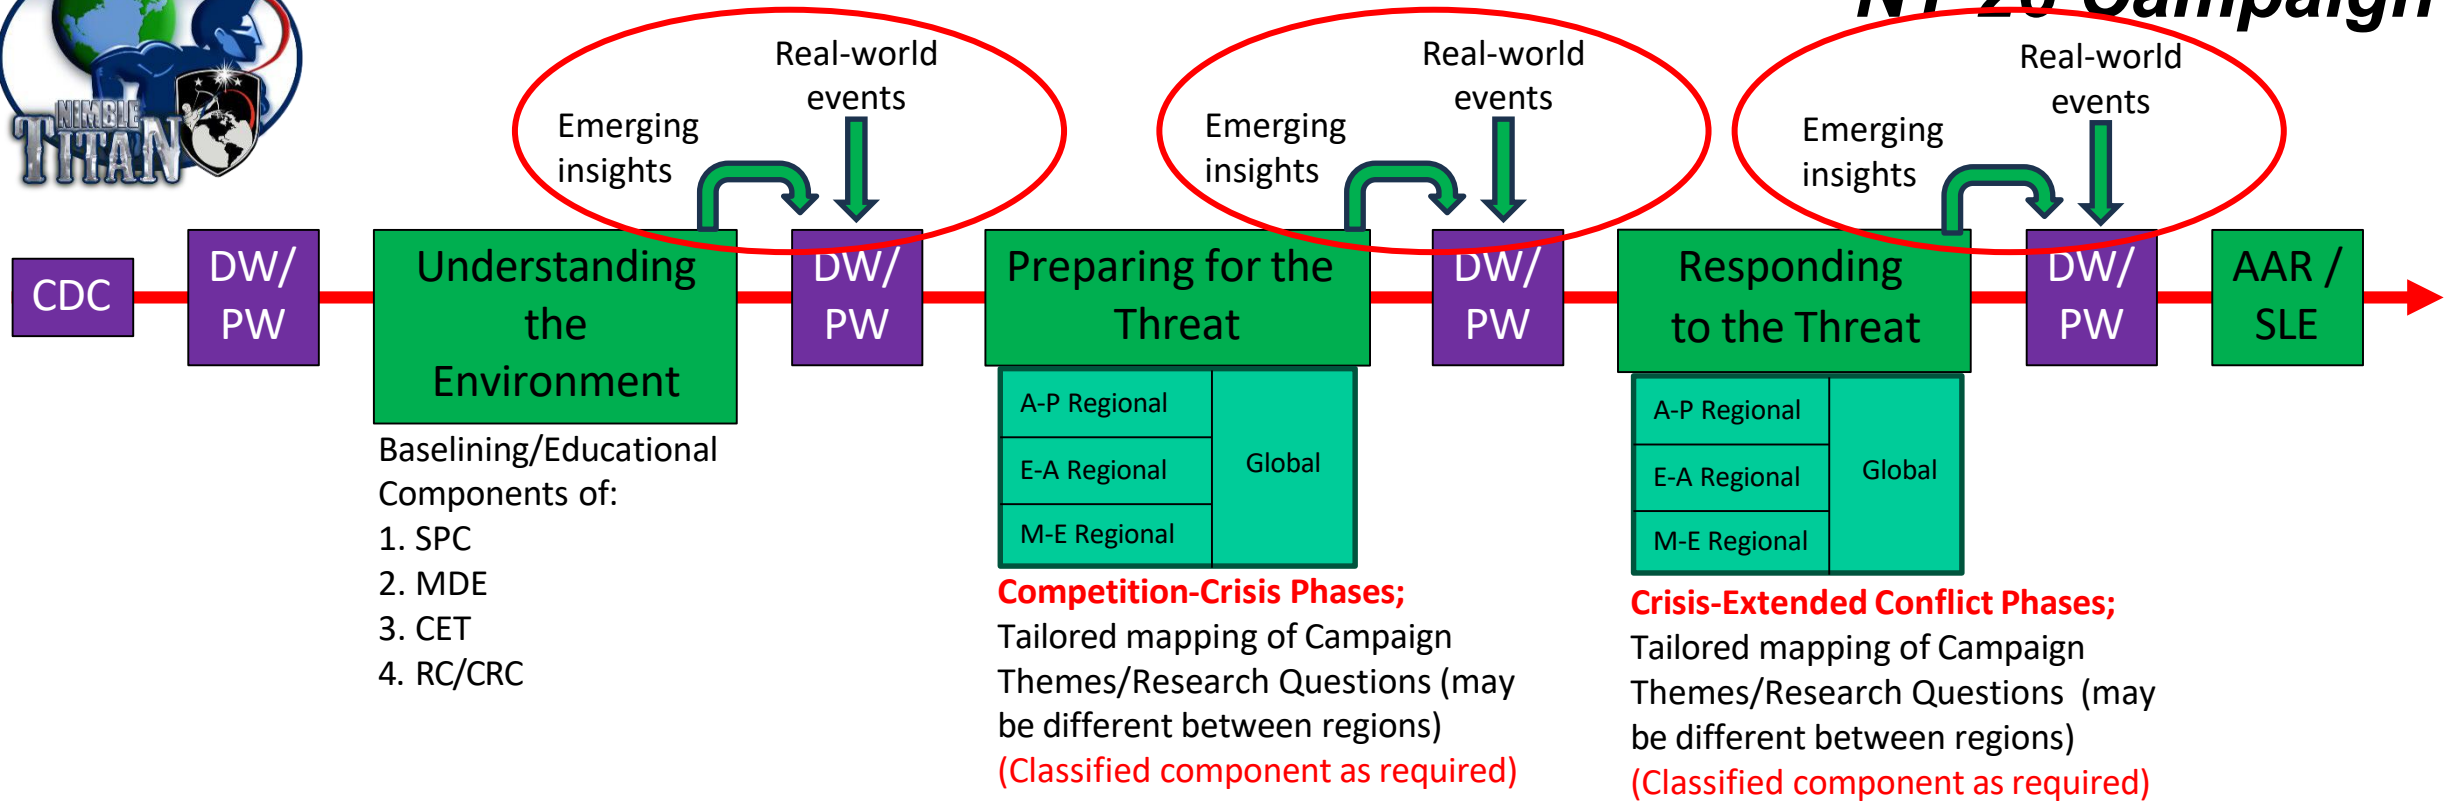 NT 26 Campaign
NIMBLE
TITAN
Real-world
events
Emerging
insights
Real-world
events
Emerging
insights
Real-world
events
Emerging
insights
CDC
DW/
PW
Understanding
the
Environment
DW/
PW
Preparing for the
Threat
DW/
PW
Responding
to the Threat
DW/
PW
AAR /
SLE
Baselining/Educational
Components of:
1. SPC
2. MDE
3. CET
4. RC/CRC
A-P Regional
E-A Regional
M-E Regional
Global
Competition-Crisis Phases;
Tailored mapping of Campaign
Themes/Research Questions (may
be different between regions)
(Classified component as required)
A-P Regional
E-A Regional
M-E Regional
Global
Crisis-Extended Conflict Phases;
Tailored mapping of Campaign
Themes/Research Questions (may
be different between regions)
(Classified component as required)